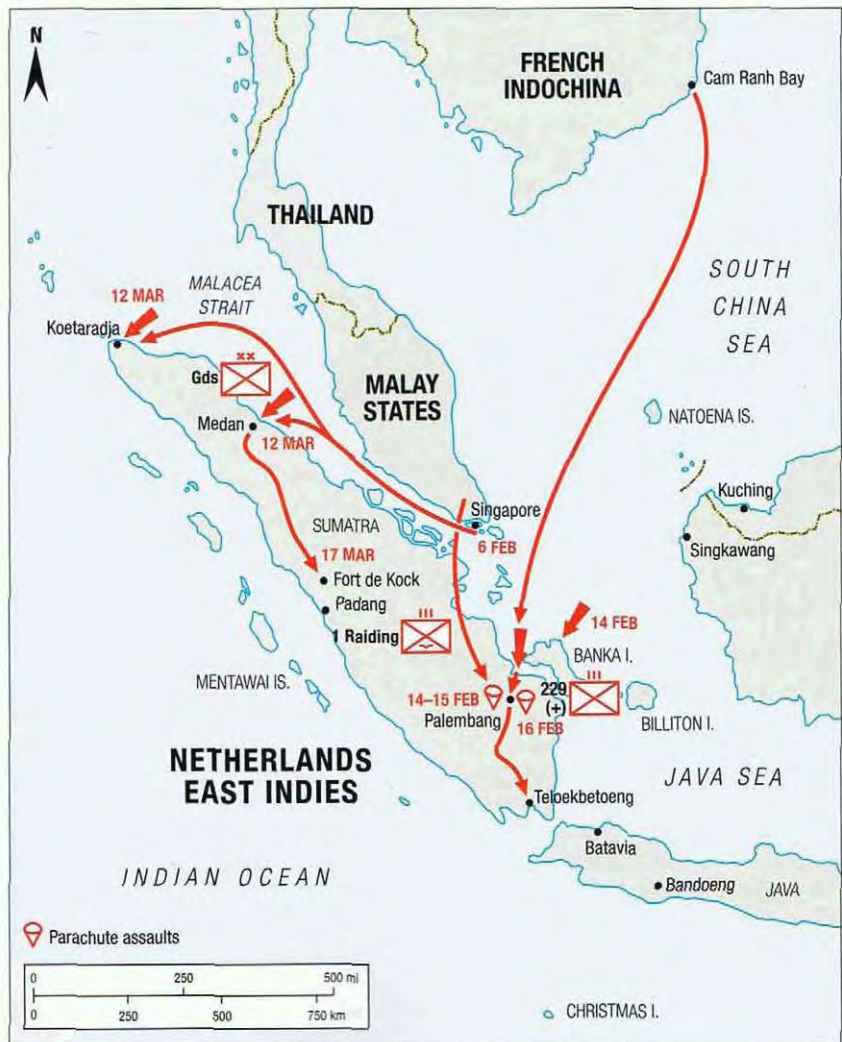 N
FRENCH
INDOCHINA
Cam Ranh Bay
THAILAND
SOUTH
CHINA
SEA
MALACEA
STRAIT
12 MAR
Koetaradja
xx
Gds
MALAY
STATES
Medan
12 MAR
NATOENA IS.
Kuching
Singapore
6 FEB
SUMATRA
Singkawang
17 MAR
Fort de Kock
Padang
III
1 Raiding
14 FEB
BANKA I.
MENTAWAI IS.
III
229
(+)
14–15 FEB
Palembang
16 FEB
BILLITON I.
NETHERLANDS
EAST INDIES
JAVA SEA
Teloekbetoeng
Batavia
INDIAN OCEAN
Bandoeng
JAVA
Parachute assaults
0 250 500 mi
0 250 500 750 km
CHRISTMAS I.